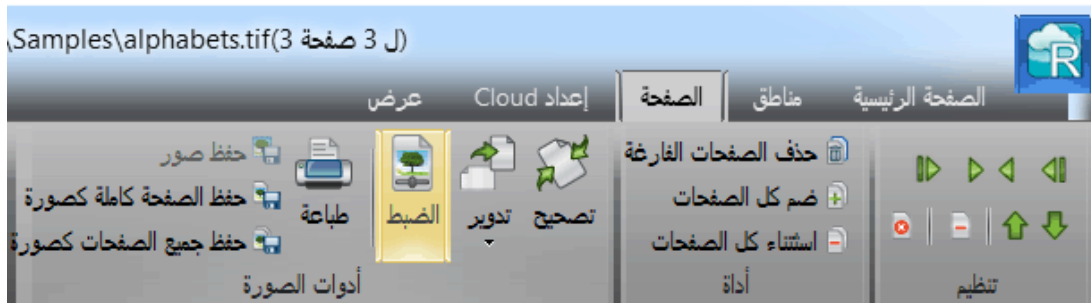 \Samples\alphabets.tif(3 صفحة 3 ل)
R
الصفحة الرئيسية
مناطق
الصفحة
إعداد Cloud
عرض
حذف الصفحات الفارغة
ضم كل الصفحات
استثناء كل الصفحات
تصحيح
تدوير
الضبط
طباعة
حفظ صور
حفظ الصفحة كاملة كصورة
حفظ جميع الصفحات كصورة
تنظيم
أداة
أدوات الصورة